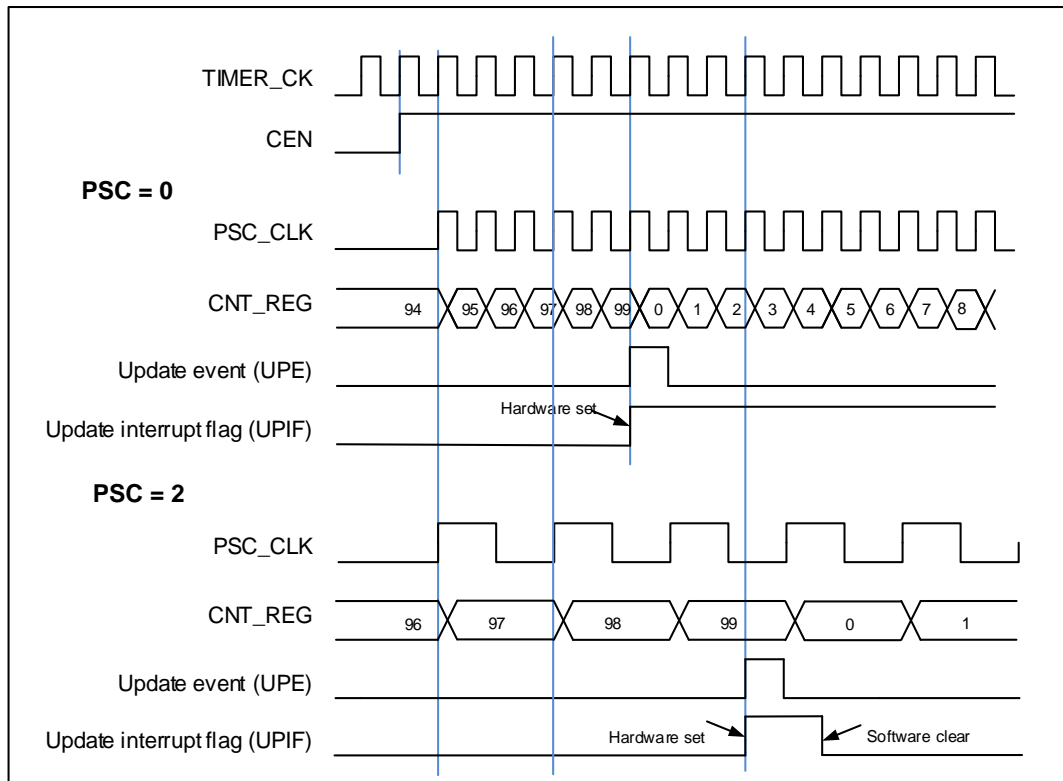 TIMER_CK
CEN
PSC = 0
PSC_CLK
CNT_REG 94 95 96 97 98 99 0 1 2 3 4 5 6 7 8
Update event (UPE)
Hardware set
Update interrupt flag (UPIF)
PSC = 2
PSC_CLK
CNT_REG 96 97 98 99 0 1
Update event (UPE)
Update interrupt flag (UPIF) Hardware set Software clear